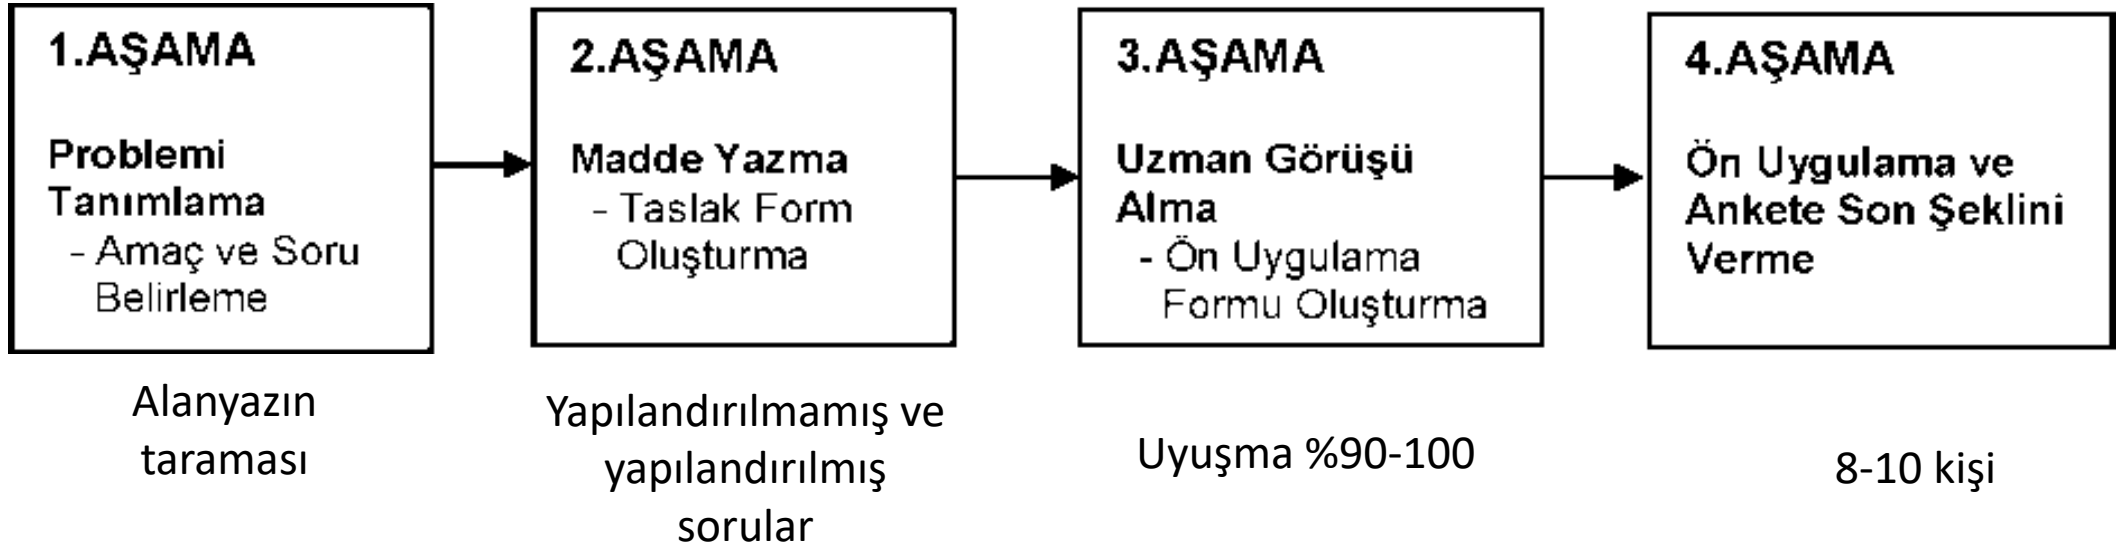 1.AŞAMA
Problemi
Tanımlama
- Amaç ve Soru
Belirleme
Alanyazın
taraması
2.AŞAMA
Madde Yazma
- Taslak Form
Oluşturma
Yapılandırılmamış ve
yapılandırılmış
sorular
3.AŞAMA
Uzman Görüşü
Alma
- Ön Uygulama
Formu Oluşturma
Uyuşma %90-100
4.AŞAMA
Ön Uygulama ve
Ankete Son Şeklini
Verme
8-10 kişi